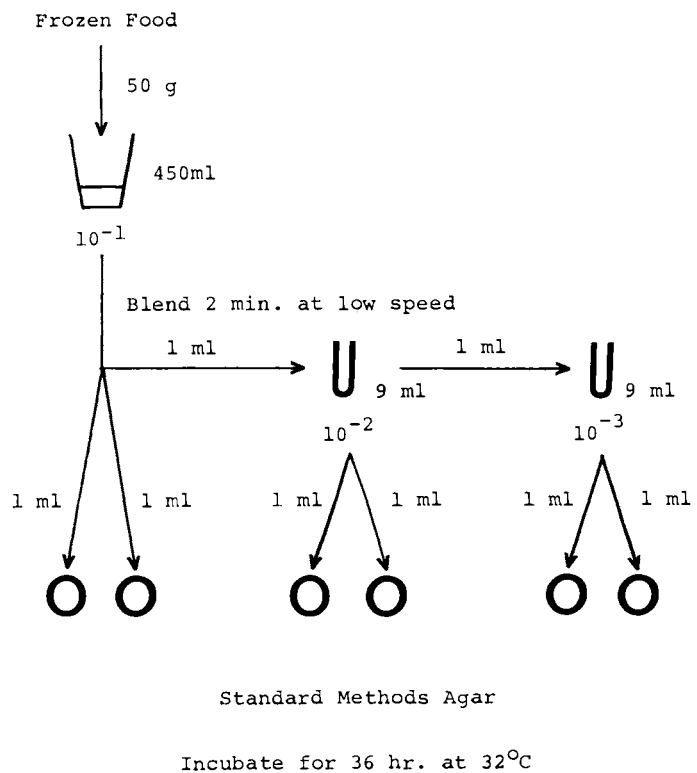 Frozen Food
50 g
450ml
10⁻¹
Blend 2 min. at low speed
1 ml
1 ml
9 ml
9 ml
10⁻²
10⁻³
1 ml
1 ml
1 ml
1 ml
1 ml
1 ml
Standard Methods Agar
Incubate for 36 hr. at 32°C